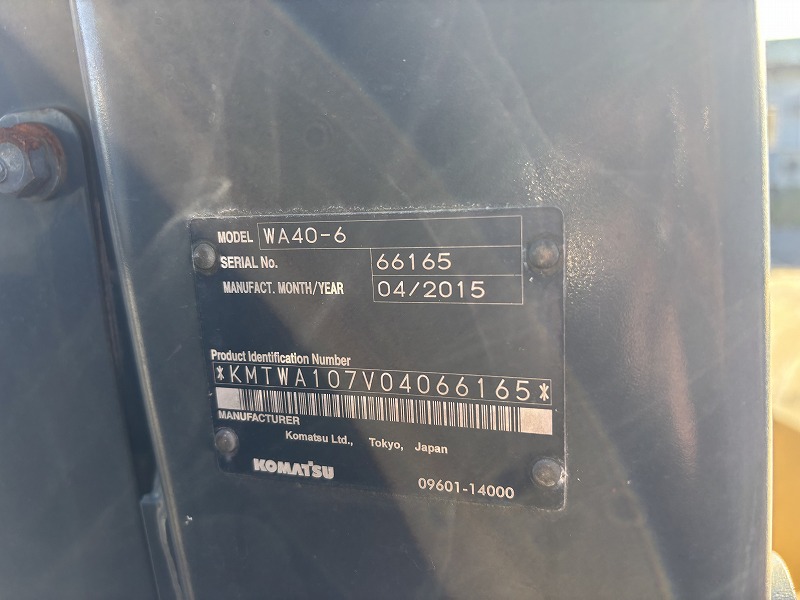 MODEL WA40-6
SERIAL No. 66165
MANUFACT. MONTH/YEAR 04/2015
Product Identification Number
*KMTWA107V04066165*
MANUFACTURER
Komatsu Ltd., Tokyo, Japan
KOMATSU
09601-14000